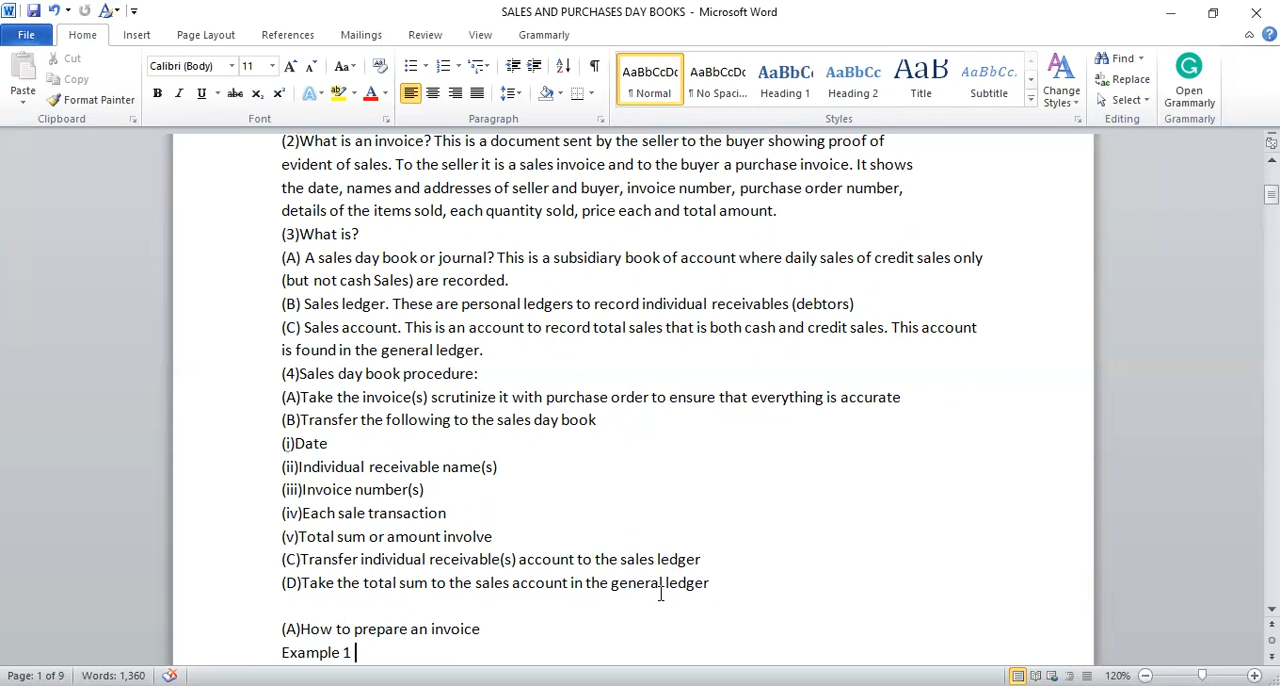 SALES AND PURCHASES DAY BOOKS - Microsoft Word
File Home Insert Page Layout References Mailings Review View Grammarly
Cut
Copy
Format Painter
Paste
Clipboard
Calibri (Body) 11
Font
Paragraph
AaBbCcDc AaBbCcDc AaBbC AaBbCc AaB AaBbCc.
¶ Normal ¶ No Spaci... Heading 1 Heading 2 Title Subtitle
Change
Styles
Styles
Find
Replace
Select
Editing
Open
Grammarly
Grammarly
(2)What is an invoice? This is a document sent by the seller to the buyer showing proof of
evident of sales. To the seller it is a sales invoice and to the buyer a purchase invoice. It shows
the date, names and addresses of seller and buyer, invoice number, purchase order number,
details of the items sold, each quantity sold, price each and total amount.
(3)What is?
(A) A sales day book or journal? This is a subsidiary book of account where daily sales of credit sales only
(but not cash Sales) are recorded.
(B) Sales ledger. These are personal ledgers to record individual receivables (debtors)
(C) Sales account. This is an account to record total sales that is both cash and credit sales. This account
is found in the general ledger.
(4)Sales day book procedure:
(A)Take the invoice(s) scrutinize it with purchase order to ensure that everything is accurate
(B)Transfer the following to the sales day book
(i)Date
(ii)Individual receivable name(s)
(iii)Invoice number(s)
(iv)Each sale transaction
(v)Total sum or amount involve
(C)Transfer individual receivable(s) account to the sales ledger
(D)Take the total sum to the sales account in the general ledger
(A)How to prepare an invoice
Example 1
Page: 1 of 9 Words: 1,360 120%